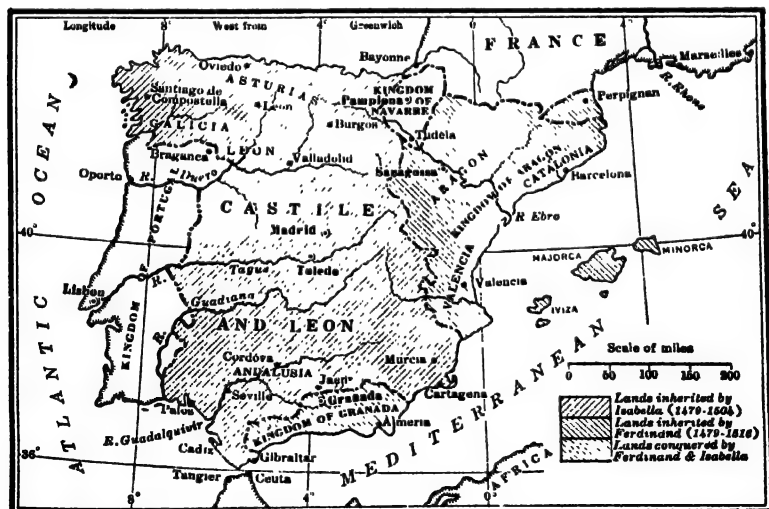 Longitude 8° West from 4° Greenwich 0° 4°
FRANCE
Bayonne
Marseilles
R. Rhone
Oviedo
ASTURIAS
KINGDOM
OF
NAVARRE
Pamplona
Perpignan
Santiago de
Compostella
Leon
Burgos
Tudela
GALICIA
LEON
Braganca
Valladolid
ARAGON
KINGDOM OF ARAGON
CATALONIA
Saragossa
Barcelona
Oporto
R. Duero
CASTILE
R. Ebro
Madrid
40°
40°
MAJORCA
MINORCA
Tagus
Toledo
VALENCIA
Valencia
IVIZA
Lisbon
R.
KINGDOM OF PORTUGAL
Guadiana
R.
AND LEON
Cordova
ANDALUSIA
Jaen
Murcia
Seville
Granada
KINGDOM OF GRANADA
Cartagena
Almeria
Palos
R. Guadalquivir
Cadiz
Gibraltar
Tangier
Ceuta
AFRICA
36°
8°
4°
0°
ATLANTIC OCEAN
MEDITERRANEAN SEA
Scale of miles
0 50 100 150 200
Lands inherited by
Isabella (1479-1504)
Lands inherited by
Ferdinand (1479-1516)
Lands conquered by
Ferdinand & Isabella